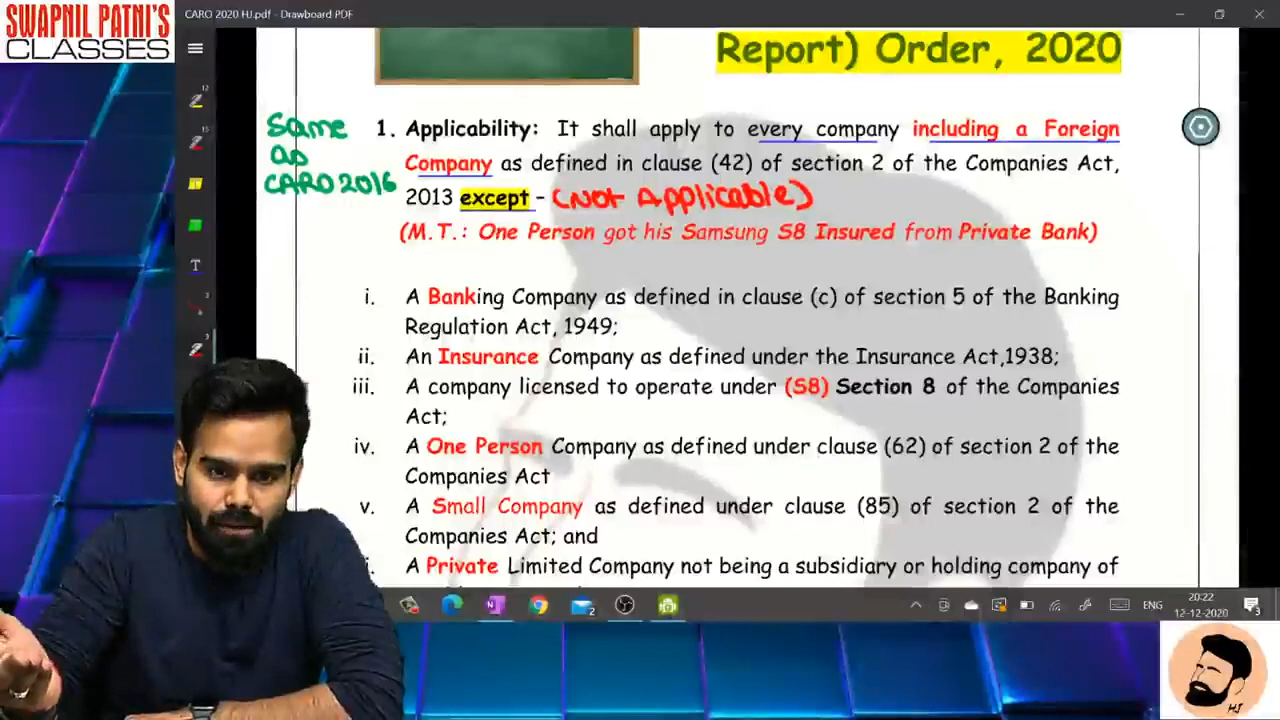 SWAPNIL PATNI'S
CLASSES
CARO 2020 HJ.pdf - Drawboard PDF
Report) Order, 2020
Same
as
CARO 2016
1. Applicability: It shall apply to every company including a Foreign
Company as defined in clause (42) of section 2 of the Companies Act,
2013 except - (Not Applicable)
(M.T.: One Person got his Samsung S8 Insured from Private Bank)
i. A Banking Company as defined in clause (c) of section 5 of the Banking
Regulation Act, 1949;
ii. An Insurance Company as defined under the Insurance Act,1938;
iii. A company licensed to operate under (S8) Section 8 of the Companies
Act;
iv. A One Person Company as defined under clause (62) of section 2 of the
Companies Act
v. A Small Company as defined under clause (85) of section 2 of the
Companies Act; and
A Private Limited Company not being a subsidiary or holding company of
ENG
20:22
12-12-2020
HJ